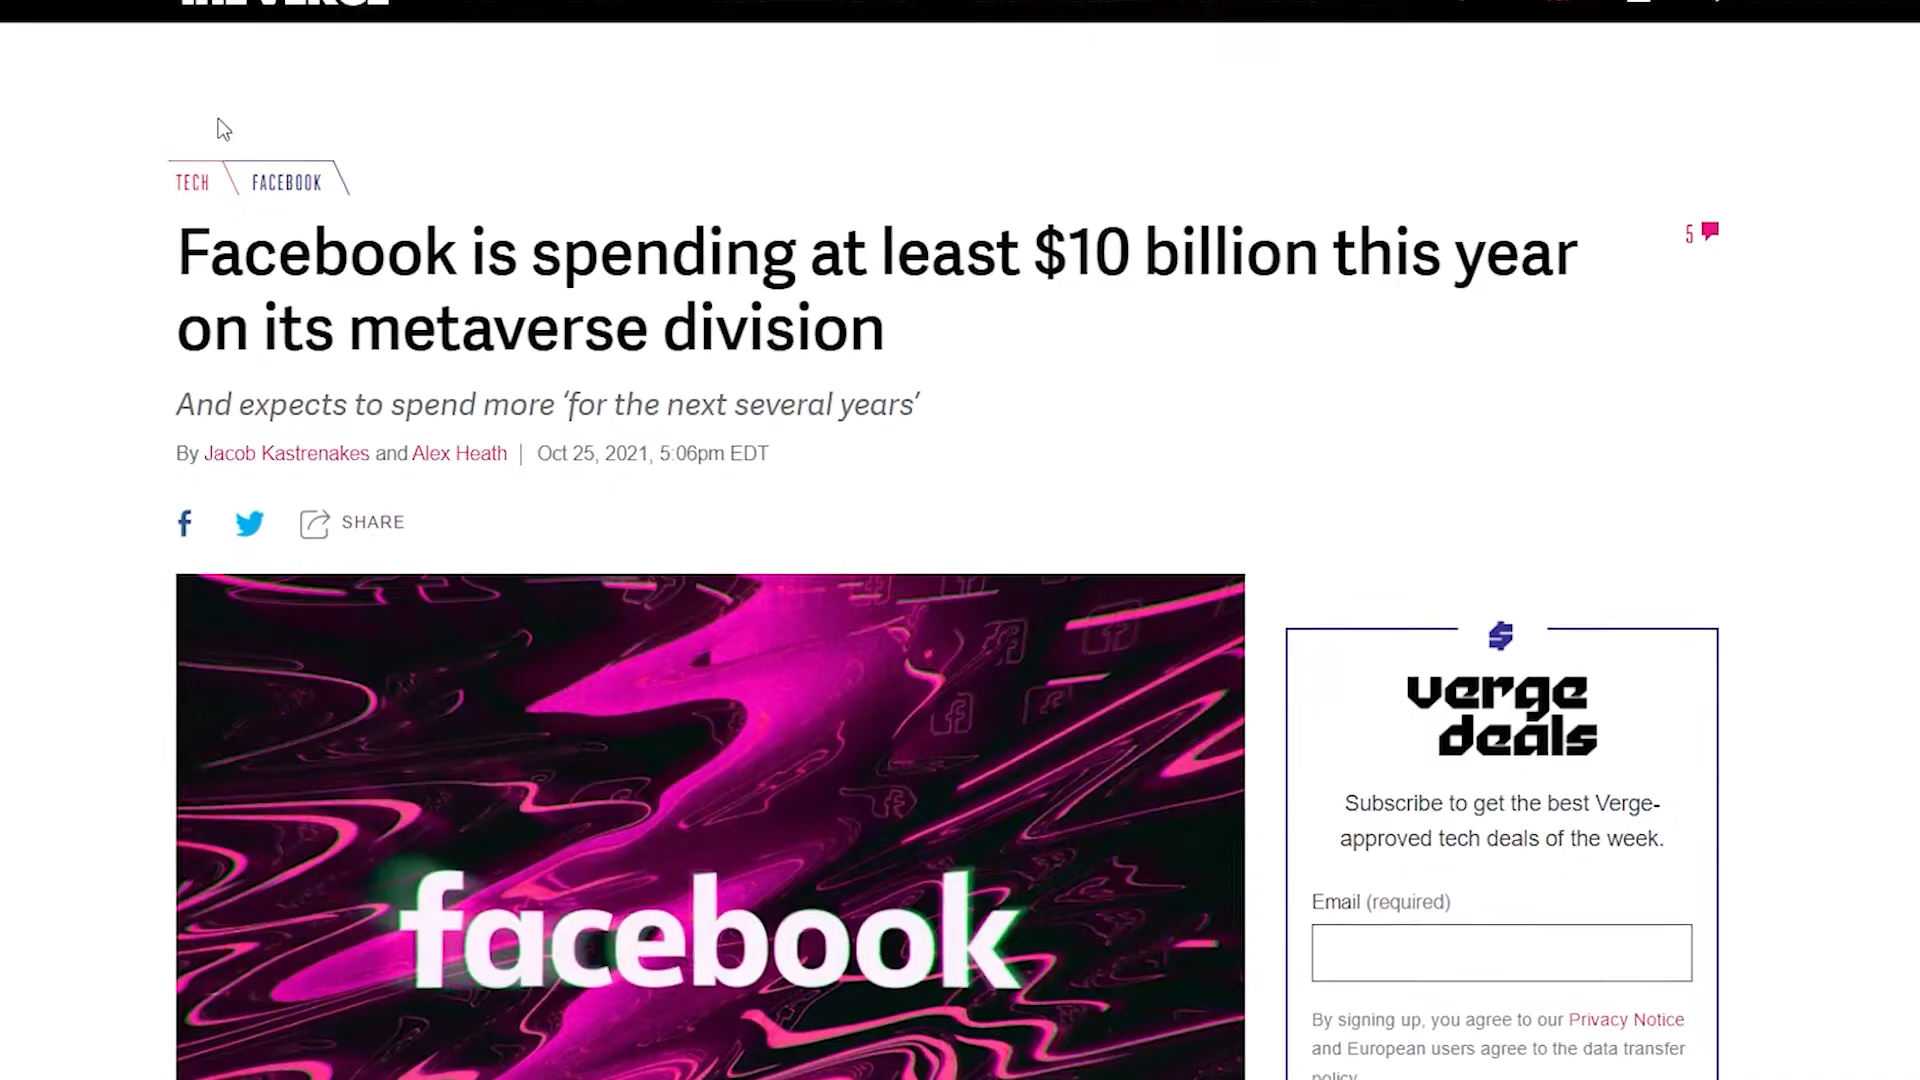 THE VERGE
TECH
FACEBOOK
Facebook is spending at least $10 billion this year
on its metaverse division
5
And expects to spend more ‘for the next several years’
By Jacob Kastrenakes and Alex Heath | Oct 25, 2021, 5:06pm EDT
SHARE
facebook
verge
deals
Subscribe to get the best Verge-
approved tech deals of the week.
Email (required)
By signing up, you agree to our Privacy Notice
and European users agree to the data transfer
policy.